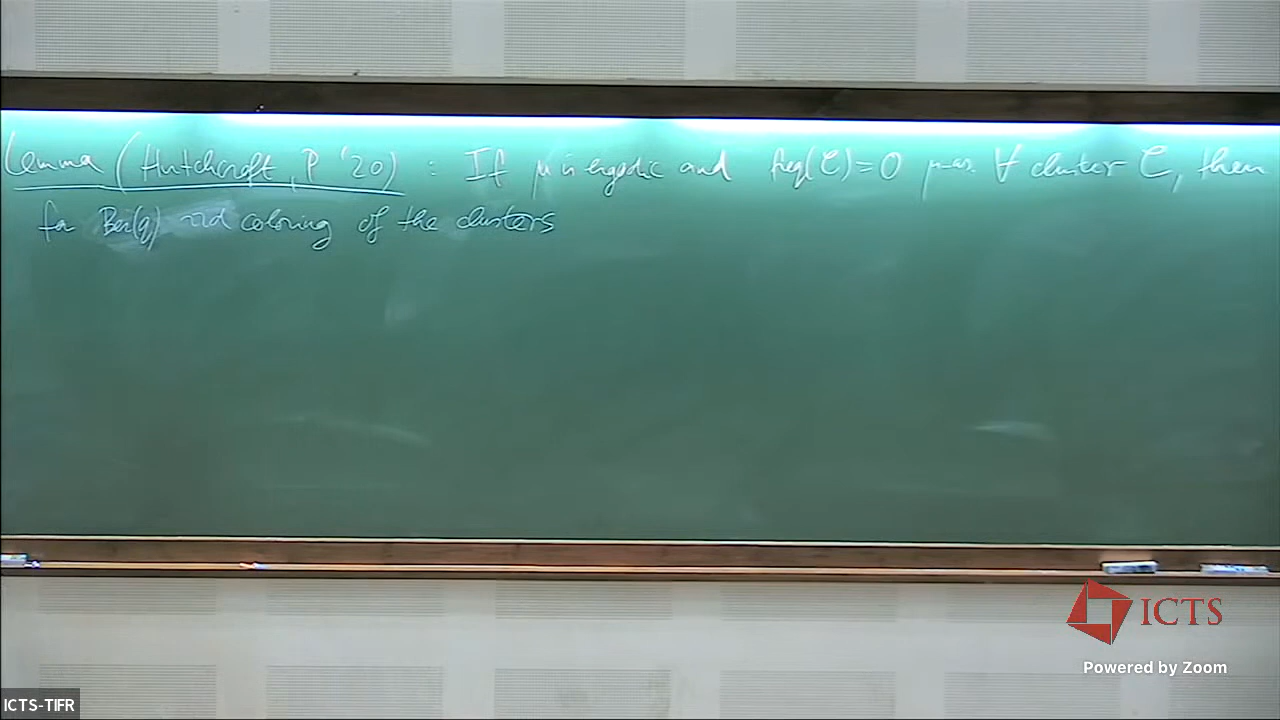 Lemma (Hutchcroft, P '20) : If μ is ergodic and freq(C)=0 μ-a.s. ∀ cluster C, then
for Ber(q) iid coloring of the clusters
ICTS
Powered by Zoom
ICTS-TIFR